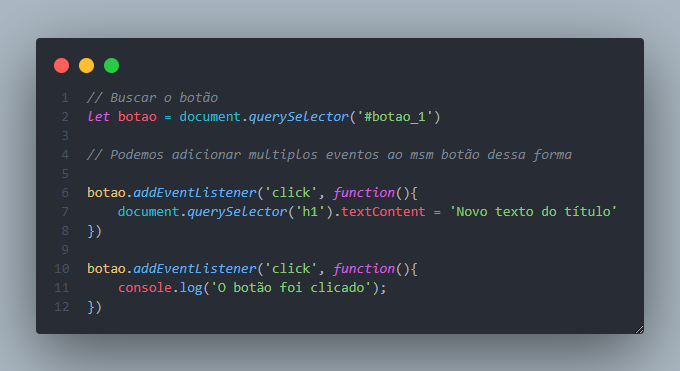 1 // Buscar o botão
2 let botao = document.querySelector('#botao_1')
3
4 // Podemos adicionar multiplos eventos ao msm botão dessa forma
5
6 botao.addEventListener('click', function(){
7     document.querySelector('h1').textContent = 'Novo texto do título'
8 })
9
10 botao.addEventListener('click', function(){
11     console.log('O botão foi clicado');
12 })